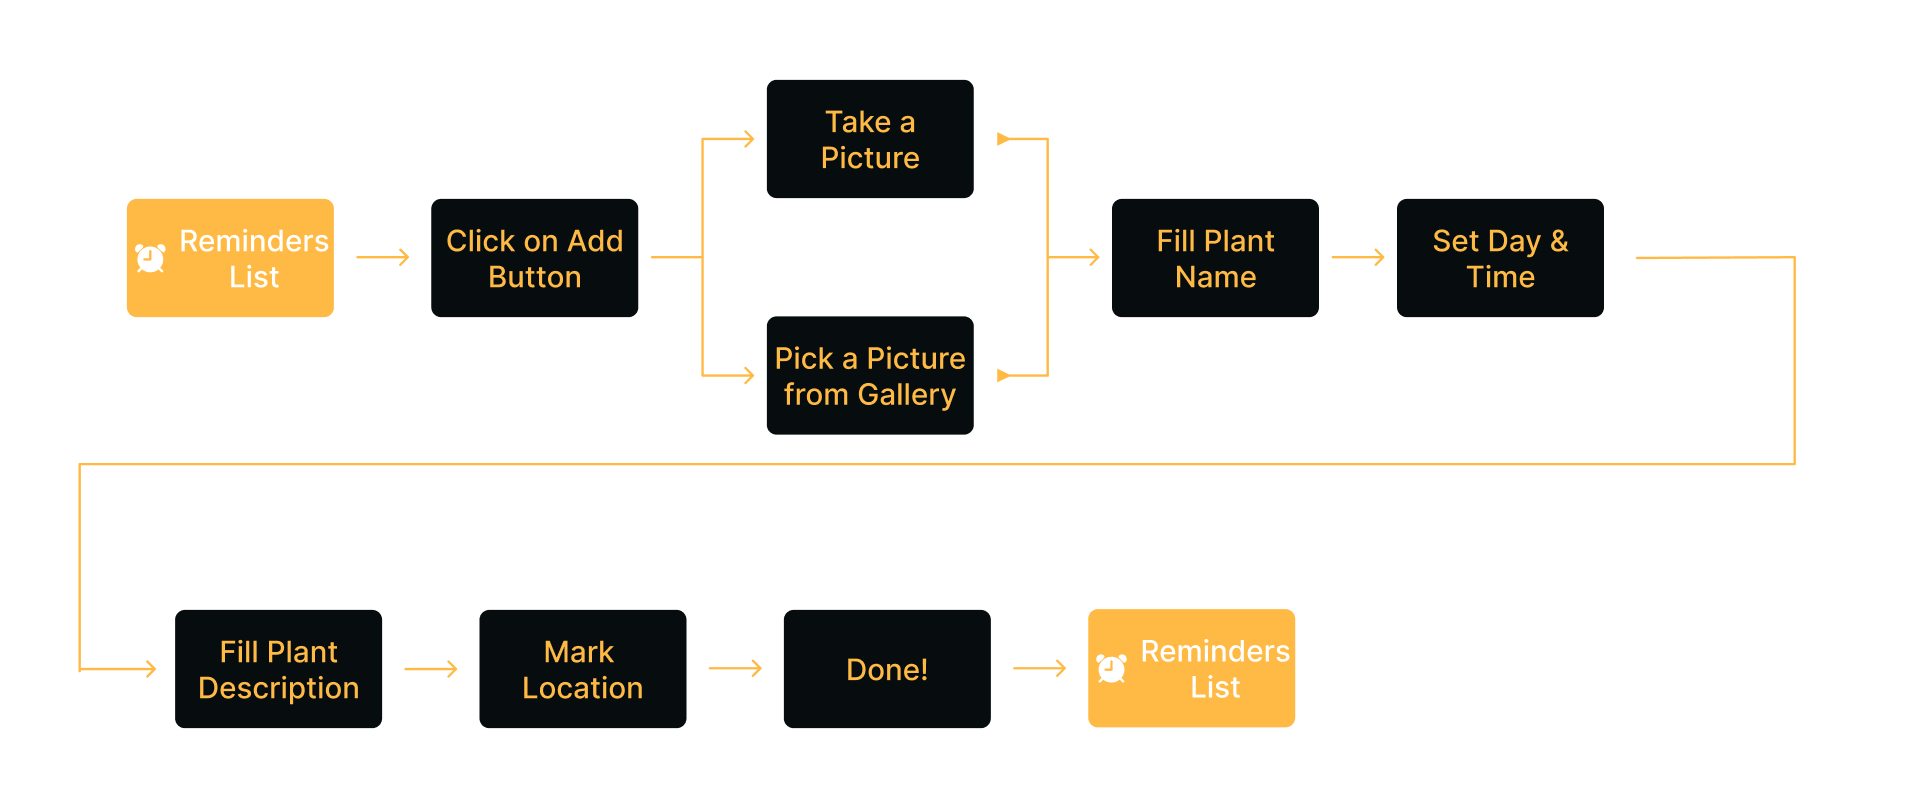 Reminders
List
Click on Add
Button
Take a
Picture
Pick a Picture
from Gallery
Fill Plant
Name
Set Day &
Time
Fill Plant
Description
Mark
Location
Done!
Reminders
List